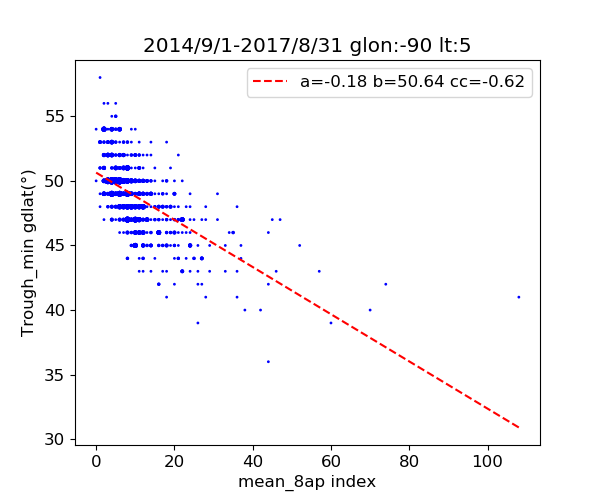 2014/9/1-2017/8/31 glon:-90 lt:5
a=-0.18 b=50.64 cc=-0.62
Trough_min gdlat(°)
55
50
45
40
35
30
0 20 40 60 80 100
mean_8ap index